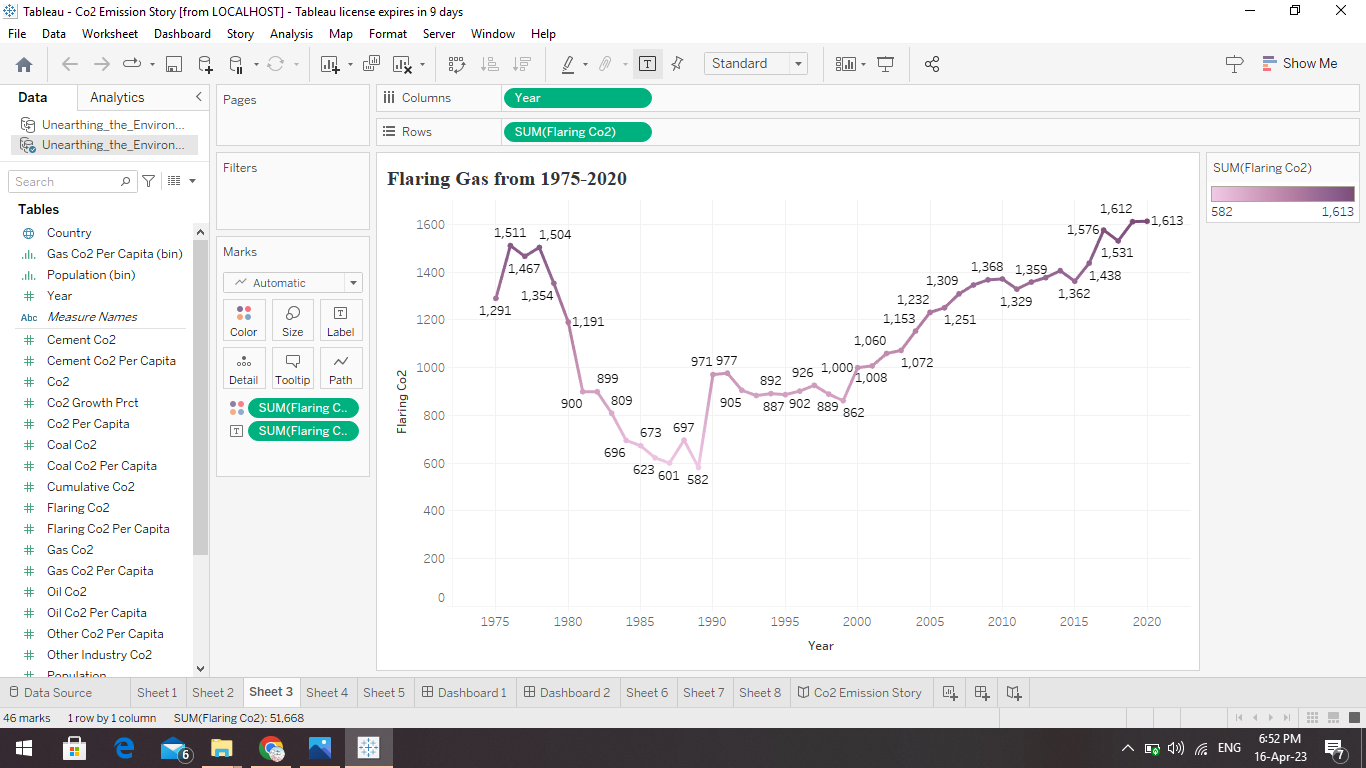 Tableau - Co2 Emission Story [from LOCALHOST] - Tableau license expires in 9 days
File Data Worksheet Dashboard Story Analysis Map Format Server Window Help
Standard
Show Me
Data Analytics
Unearthing_the_Environ...
Unearthing_the_Environ...
Search
Tables
Country
Gas Co2 Per Capita (bin)
Population (bin)
Year
Abc Measure Names
Cement Co2
Cement Co2 Per Capita
Co2
Co2 Growth Prct
Co2 Per Capita
Coal Co2
Coal Co2 Per Capita
Cumulative Co2
Flaring Co2
Flaring Co2 Per Capita
Gas Co2
Gas Co2 Per Capita
Oil Co2
Oil Co2 Per Capita
Other Co2 Per Capita
Other Industry Co2
Population
Pages
Filters
Marks
Automatic
Color Size Label
Detail Tooltip Path
SUM(Flaring C..
T SUM(Flaring C..
Columns Year
Rows SUM(Flaring Co2)
Flaring Gas from 1975-2020
1600
1400
1200
1000
800
600
400
200
0
Flaring Co2
1,291
1,511
1,467
1,504
1,354
1,191
900
899
809
696
673
623
601
697
582
971
977
905
892
887
902
926
889
862
1,000
1,008
1,060
1,072
1,153
1,232
1,251
1,309
1,368
1,329
1,359
1,362
1,438
1,576
1,531
1,612
1,613
1975 1980 1985 1990 1995 2000 2005 2010 2015 2020
Year
SUM(Flaring Co2)
582 1,613
Data Source Sheet 1 Sheet 2 Sheet 3 Sheet 4 Sheet 5 Dashboard 1 Dashboard 2 Sheet 6 Sheet 7 Sheet 8 Co2 Emission Story
46 marks 1 row by 1 column SUM(Flaring Co2): 51,668
6
ENG
6:52 PM
16-Apr-23
7